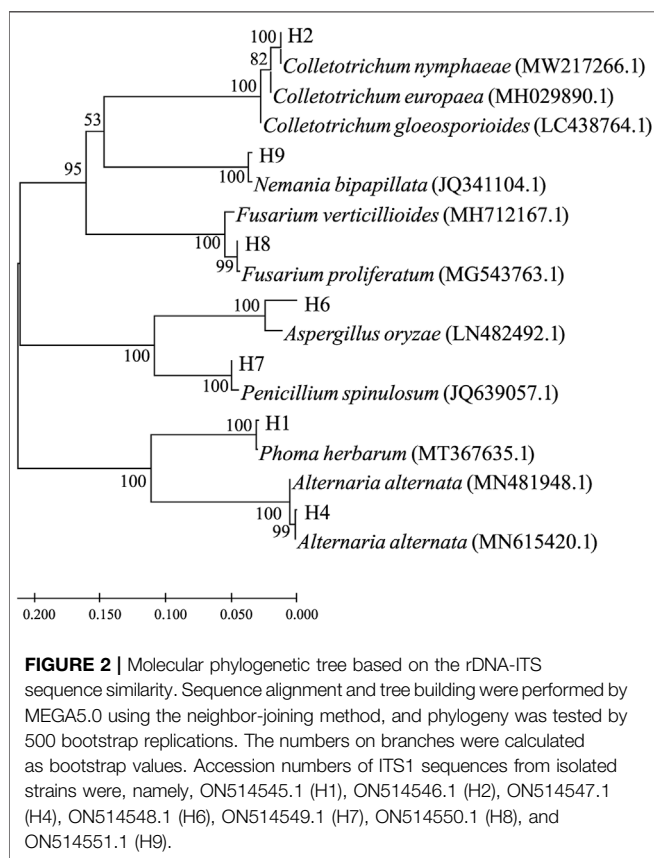 100 H2
82
Colletotrichum nymphaeae (MW217266.1)
100
Colletotrichum europaea (MH029890.1)
53
Colletotrichum gloeosporioides (LC438764.1)
H9
95
100
Nemania bipapillata (JQ341104.1)
Fusarium verticillioides (MH712167.1)
100
H8
99
Fusarium proliferatum (MG543763.1)
100
H6
Aspergillus oryzae (LN482492.1)
100
H7
100
Penicillium spinulosum (JQ639057.1)
100 H1
Phoma herbarum (MT367635.1)
100
Alternaria alternata (MN481948.1)
100
H4
99
Alternaria alternata (MN615420.1)
0.200 0.150 0.100 0.050 0.000
FIGURE 2 | Molecular phylogenetic tree based on the rDNA-ITS
sequence similarity. Sequence alignment and tree building were performed by
MEGA5.0 using the neighbor-joining method, and phylogeny was tested by
500 bootstrap replications. The numbers on branches were calculated
as bootstrap values. Accession numbers of ITS1 sequences from isolated
strains were, namely, ON514545.1 (H1), ON514546.1 (H2), ON514547.1
(H4), ON514548.1 (H6), ON514549.1 (H7), ON514550.1 (H8), and
ON514551.1 (H9).